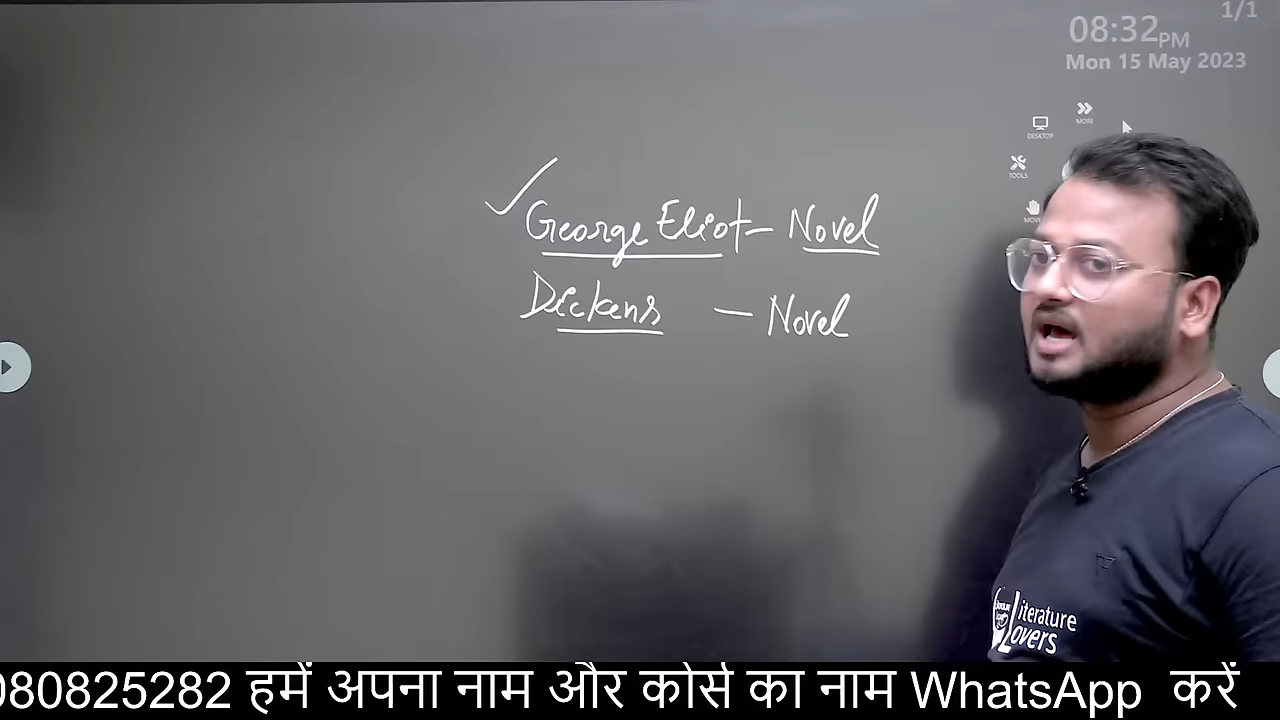 1/1
08:32PM
Mon 15 May 2023
MORE
DESKTOP
TOOLS
George Eliot – Novel
Dickens – Novel
Literature
Lovers
080825282 हमें अपना नाम और कोर्स का नाम WhatsApp करें